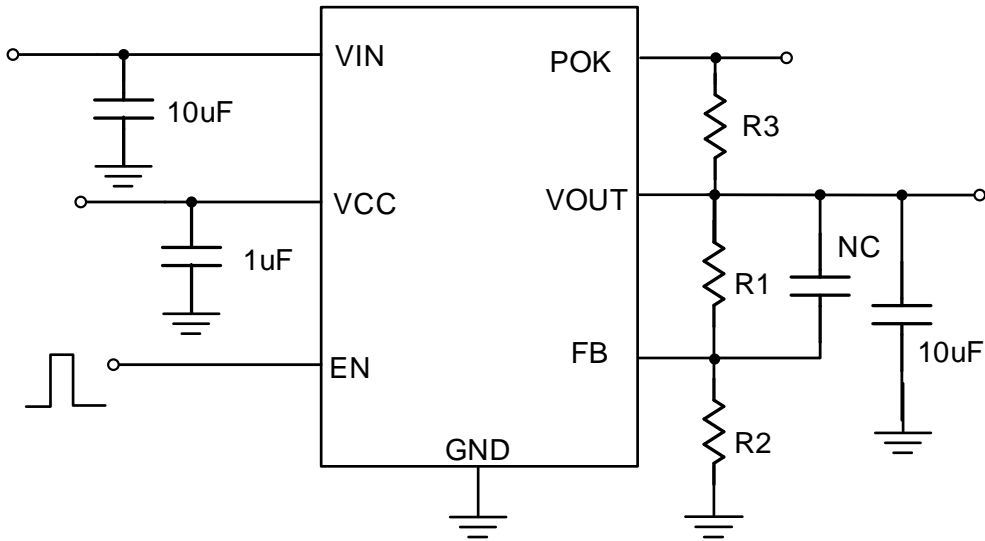 VIN
POK
10uF
R3
VCC
VOUT
NC
1uF
R1
FB
10uF
EN
R2
GND